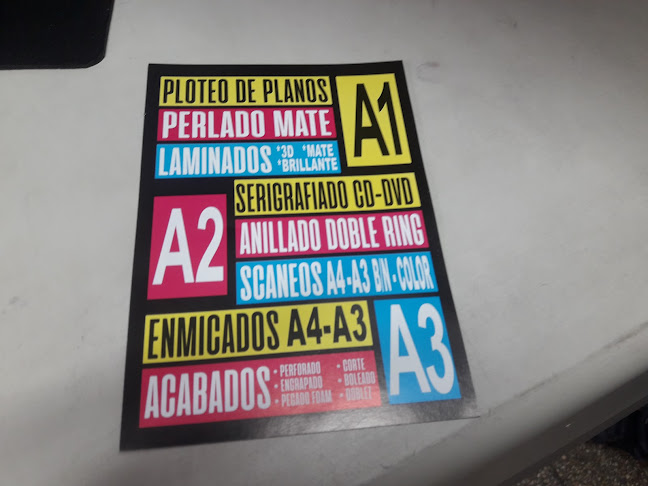 PLOTEO DE PLANOS
PERLADO MATE
A1
LAMINADOS *3D *MATE
*BRILLANTE
SERIGRAFIADO CD-DVD
A2
ANILLADO DOBLE RING
SCANEOS A4-A3 B/N - COLOR
ENMICADOS A4-A3
A3
ACABADOS
• PERFORADO • CORTE
• ENGRAPADO • BOLEADO
• PEGADO FOAM • DOBLEZ